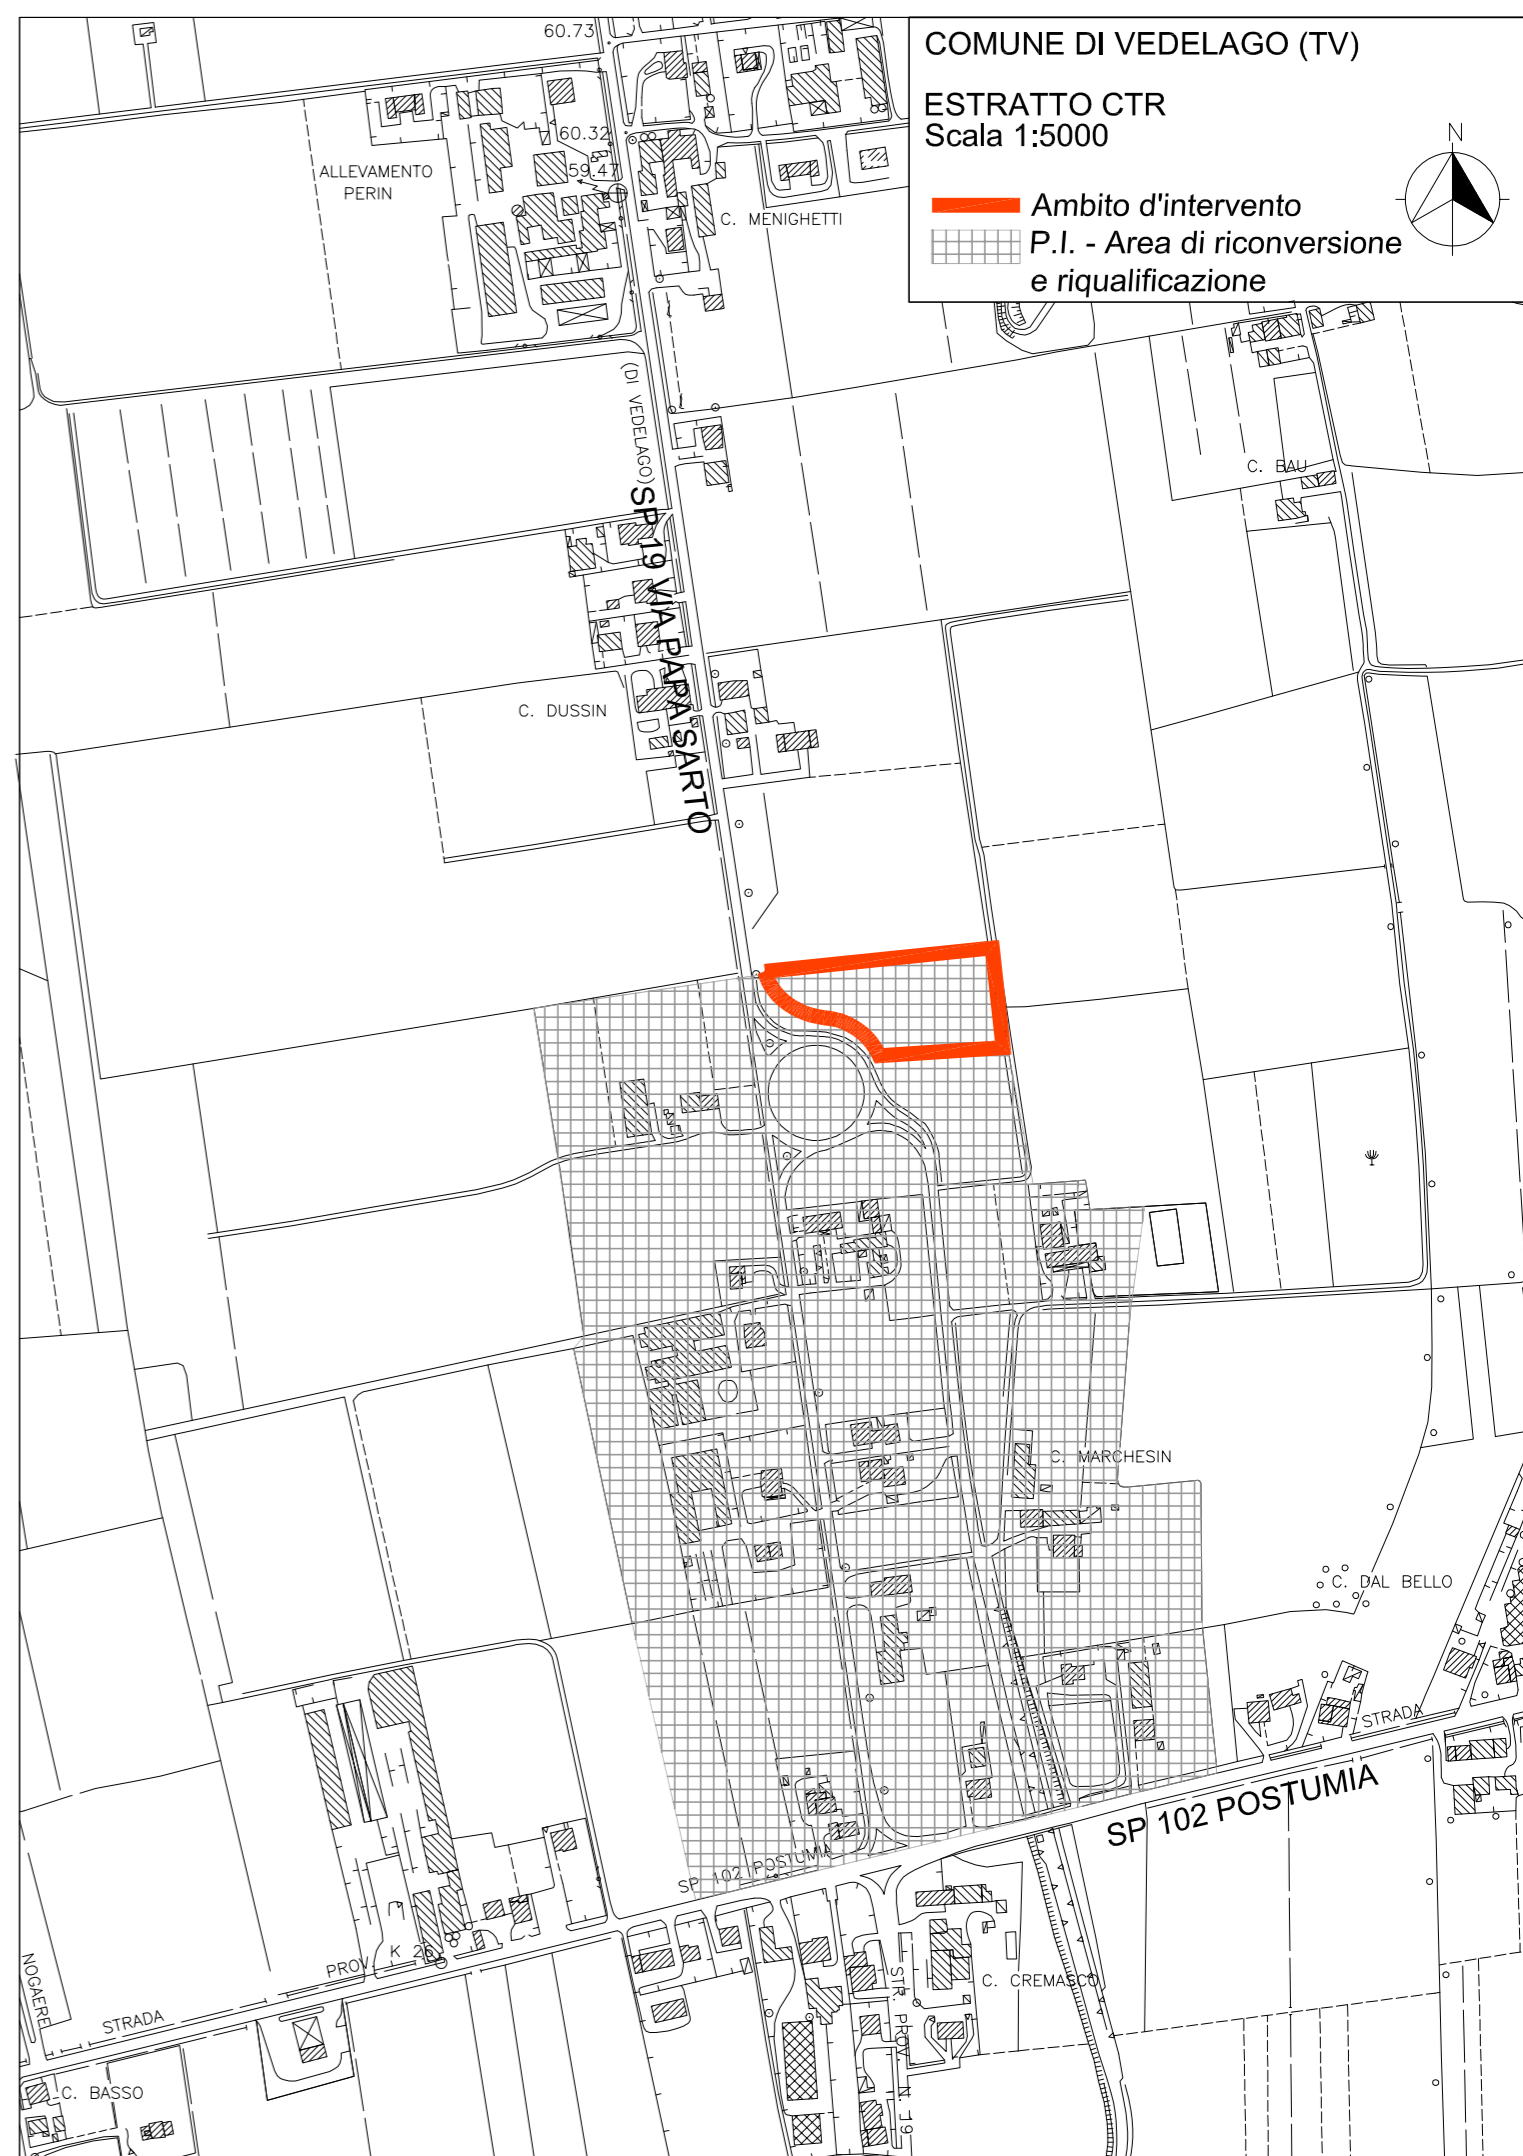 COMUNE DI VEDELAGO (TV)
ESTRATTO CTR
Scala 1:5000
N
Ambito d'intervento
P.I. - Area di riconversione
e riqualificazione
60.73
60.32
59.47
ALLEVAMENTO
PERIN
C. MENIGHETTI
(DI VEDELAGO)
SP 19 VIA PAPA SARTO
C. BAU
C. DUSSIN
C. MARCHESIN
C. DAL BELLO
STRADA
SP 102 POSTUMIA
SP 102 POSTUMIA
PROV. K 26
STRADA
NOGAERE
C. BASSO
STR. PROV. N. 19
C. CREMASCO